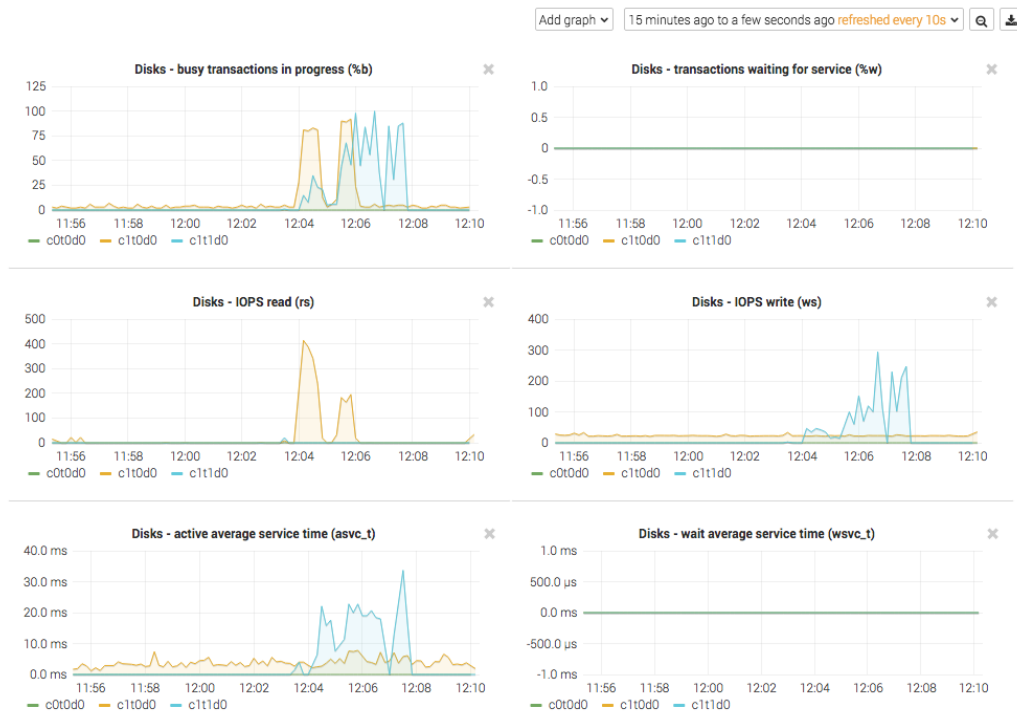 Add graph 15 minutes ago to a few seconds ago refreshed every 10s
Disks - busy transactions in progress (%b)
125
100
75
50
25
0
11:56 11:58 12:00 12:02 12:04 12:06 12:08 12:10
c0t0d0 c1t0d0 c1t1d0
Disks - transactions waiting for service (%w)
1.0
0.5
0
-0.5
-1.0
11:56 11:58 12:00 12:02 12:04 12:06 12:08 12:10
c0t0d0 c1t0d0 c1t1d0
Disks - IOPS read (rs)
500
400
300
200
100
0
11:56 11:58 12:00 12:02 12:04 12:06 12:08 12:10
c0t0d0 c1t0d0 c1t1d0
Disks - IOPS write (ws)
400
300
200
100
0
11:56 11:58 12:00 12:02 12:04 12:06 12:08 12:10
c0t0d0 c1t0d0 c1t1d0
Disks - active average service time (asvc_t)
40.0 ms
30.0 ms
20.0 ms
10.0 ms
0.0 ms
11:56 11:58 12:00 12:02 12:04 12:06 12:08 12:10
c0t0d0 c1t0d0 c1t1d0
Disks - wait average service time (wsvc_t)
1.0 ms
500.0 µs
0.0 ms
-500.0 µs
-1.0 ms
11:56 11:58 12:00 12:02 12:04 12:06 12:08 12:10
c0t0d0 c1t0d0 c1t1d0